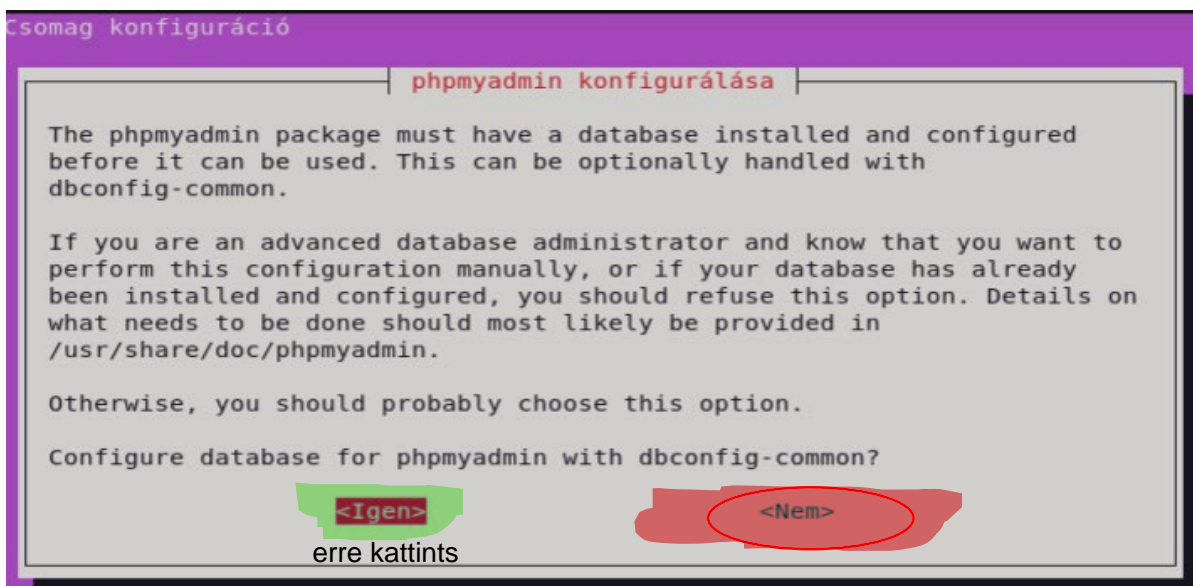 Csomag konfiguráció
phpmyadmin konfigurálása
The phpmyadmin package must have a database installed and configured
before it can be used. This can be optionally handled with
dbconfig-common.
If you are an advanced database administrator and know that you want to
perform this configuration manually, or if your database has already
been installed and configured, you should refuse this option. Details on
what needs to be done should most likely be provided in
/usr/share/doc/phpmyadmin.
Otherwise, you should probably choose this option.
Configure database for phpmyadmin with dbconfig-common?
<Igen> <Nem>
erre kattints